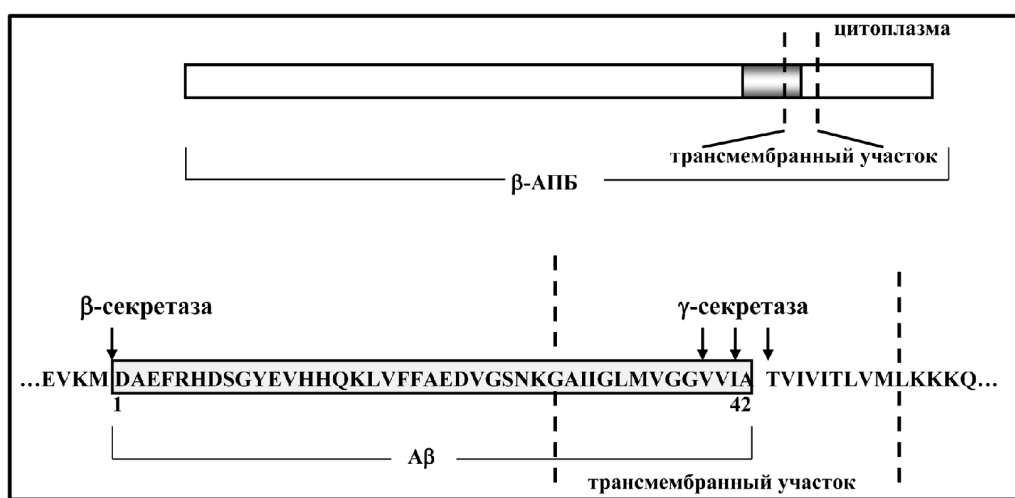 цитоплазма
трансмембранный участок
β-АПБ
β-секретаза
γ-секретаза
...EVKM DAEFRHDSGYEVHHQKLVFFAEDVGSNKGAIIGLMVGGVVIA TVIVITLVMLKKKQ...
1
42
Aβ
трансмембранный участок